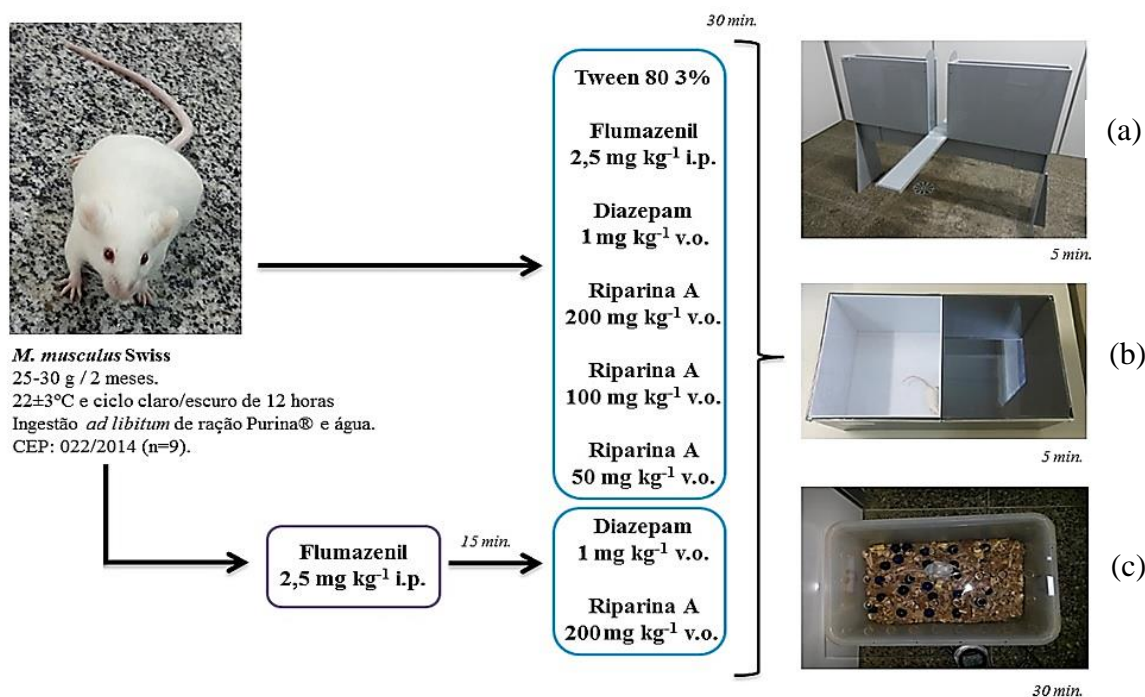 30 min.
Tween 80 3%
Flumazenil
2,5 mg kg⁻¹ i.p.
Diazepam
1 mg kg⁻¹ v.o.
Riparina A
200 mg kg⁻¹ v.o.
Riparina A
100 mg kg⁻¹ v.o.
Riparina A
50 mg kg⁻¹ v.o.
(a)
5 min.
(b)
5 min.
(c)
30 min.
M. musculus Swiss
25-30 g / 2 meses.
22±3°C e ciclo claro/escuro de 12 horas
Ingestão ad libitum de ração Purina® e água.
CEP: 022/2014 (n=9).
Flumazenil
2,5 mg kg⁻¹ i.p.
15 min.
Diazepam
1 mg kg⁻¹ v.o.
Riparina A
200 mg kg⁻¹ v.o.